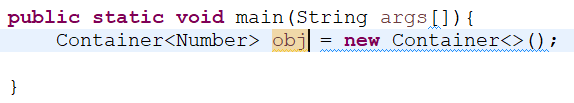 public static void main(String args[]){
Container<Number> obj = new Container<>();
}